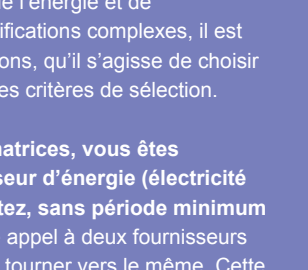 de l'énergie et de
ifications complexes, il est
ons, qu'il s'agisse de choisir
es critères de sélection.
natrices, vous êtes
seur d'énergie (électricité
tez, sans période minimum
appel à deux fournisseurs
tourner vers le même. Cette